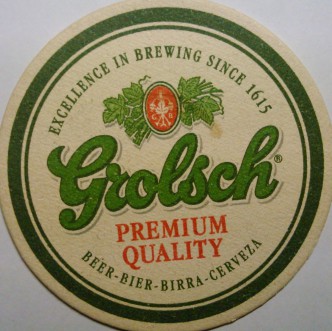 EXCELLENCE IN BREWING SINCE 1615
Grolsch®
PREMIUM
QUALITY
BEER-BIER-BIRRA-CERVEZA